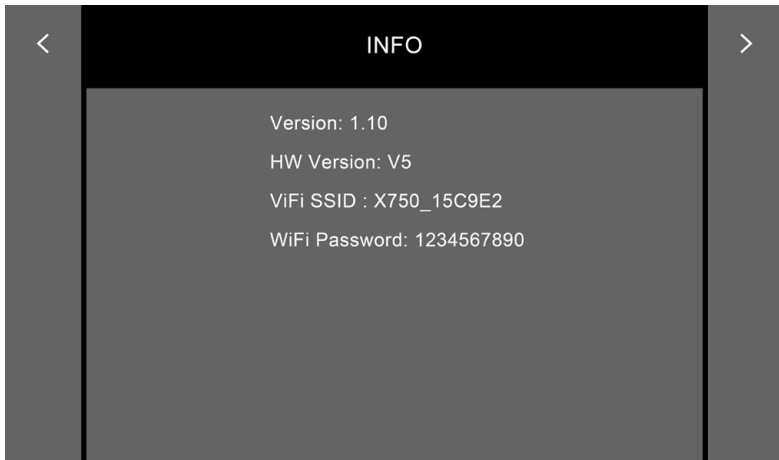 INFO
Version: 1.10
HW Version: V5
ViFi SSID : X750_15C9E2
WiFi Password: 1234567890